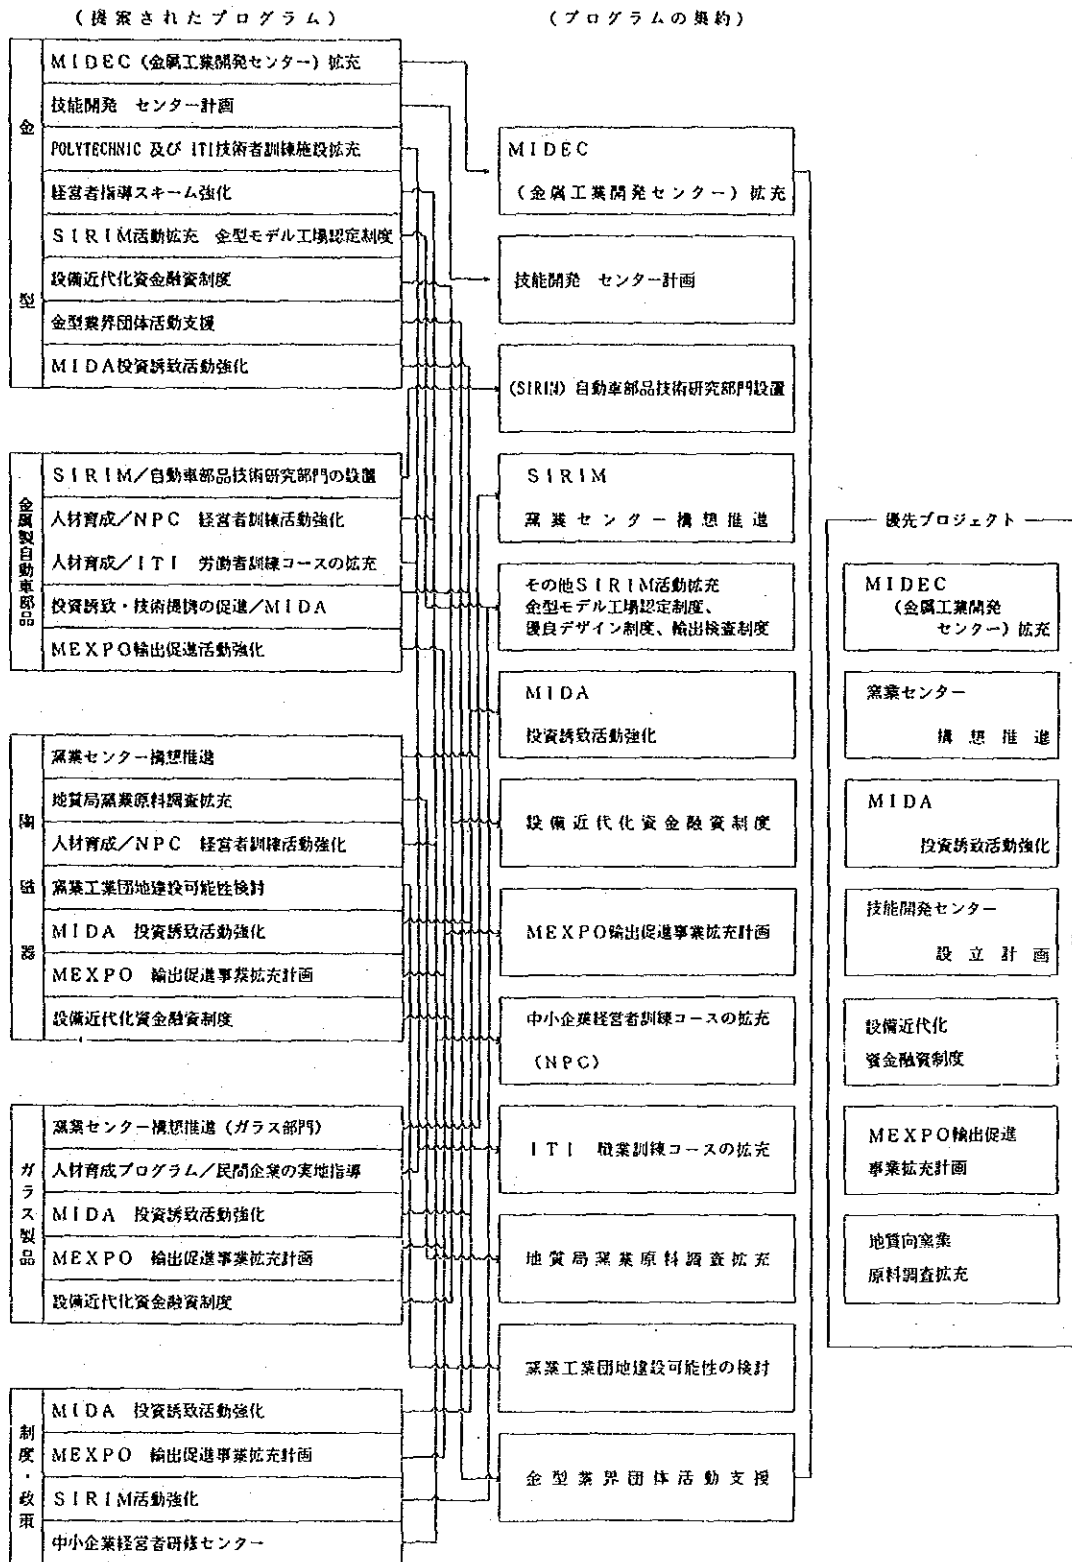 (提案されたプログラム)
金型
MIDEC(金属工業開発センター)拡充
技能開発 センター計画
POLYTECHNIC 及び ITI技術者訓練施設拡充
経営者指導スキーム強化
SIRIM活動拡充 金型モデル工場認定制度
設備近代化資金融資制度
金型業界団体活動支援
MIDA投資誘致活動強化
金属製自動車部品
SIRIM/自動車部品技術研究部門の設置
人材育成/NPC 経営者訓練活動強化
人材育成/ITI 労働者訓練コースの拡充
投資誘致・技術提携の促進/MIDA
MEXPO輸出促進活動強化
陶磁器
窯業センター構想推進
地質局窯業原料調査拡充
人材育成/NPC 経営者訓練活動強化
窯業工業団地建設可能性検討
MIDA 投資誘致活動強化
MEXPO 輸出促進事業拡充計画
設備近代化資金融資制度
ガラス製品
窯業センター構想推進(ガラス部門)
人材育成プログラム/民間企業の実地指導
MIDA 投資誘致活動強化
MEXPO 輸出促進事業拡充計画
設備近代化資金融資制度
制度・政策
MIDA 投資誘致活動強化
MEXPO 輸出促進事業拡充計画
SIRIM活動強化
中小企業経営者研修センター
(プログラムの集約)
MIDEC
(金属工業開発センター)拡充
技能開発 センター計画
(SIRIM)自動車部品技術研究部門設置
SIRIM
窯業センター構想推進
その他SIRIM活動拡充
金型モデル工場認定制度、
優良デザイン制度、輸出検査制度
MIDA
投資誘致活動強化
設備近代化資金融資制度
MEXPO輸出促進事業拡充計画
中小企業経営者訓練コースの拡充
(NPC)
ITI 職業訓練コースの拡充
地質局窯業原料調査拡充
窯業工業団地建設可能性の検討
金型業界団体活動支援
優先プロジェクト
MIDEC
(金属工業開発
センター)拡充
窯業センター
構想推進
MIDA
投資誘致活動強化
技能開発センター
設立計画
設備近代化
資金融資制度
MEXPO輸出促進
事業拡充計画
地質向窯業
原料調査拡充